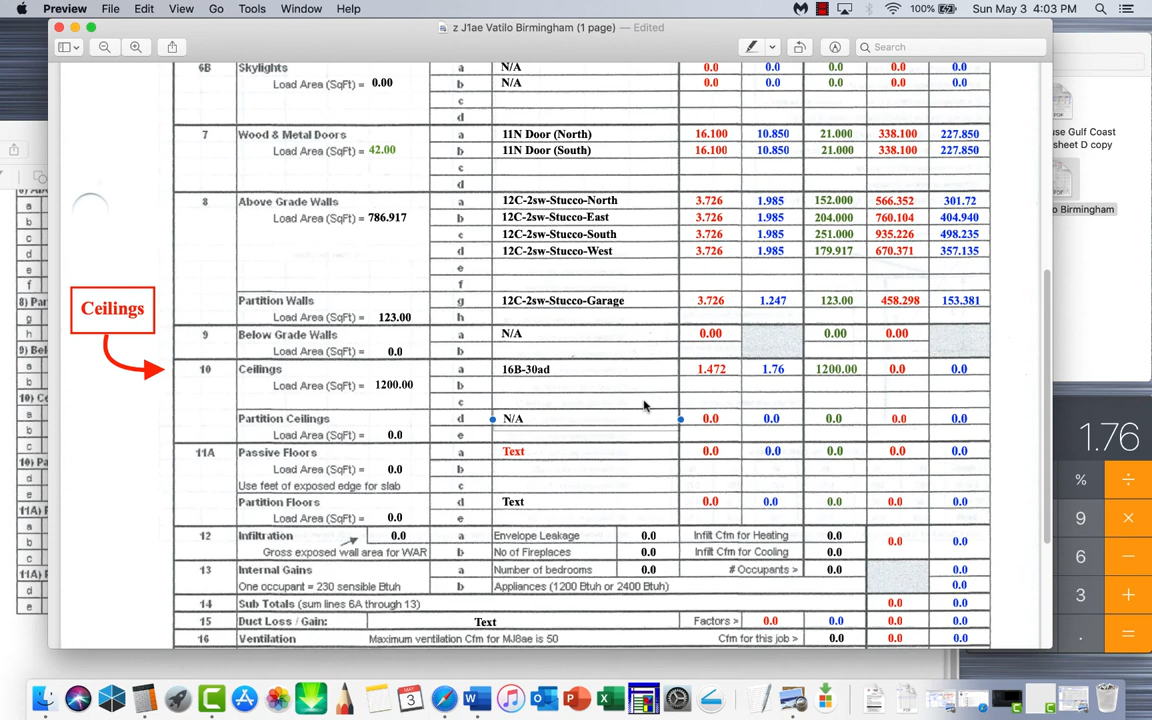 Preview File Edit View Go Tools Window Help 100% Sun May 3 4:03 PM
z J1ae Vatilo Birmingham (1 page) — Edited
Search
6B Skylights a N/A 0.0 0.0 0.0 0.0 0.0
Load Area (SqFt) = 0.00 b N/A 0.0 0.0 0.0 0.0 0.0
c
d
7 Wood & Metal Doors a 11N Door (North) 16.100 10.850 21.000 338.100 227.850
Load Area (SqFt) = 42.00 b 11N Door (South) 16.100 10.850 21.000 338.100 227.850
c
d
8 Above Grade Walls a 12C-2sw-Stucco-North 3.726 1.985 152.000 566.352 301.72
Load Area (SqFt) = 786.917 b 12C-2sw-Stucco-East 3.726 1.985 204.000 760.104 404.940
c 12C-2sw-Stucco-South 3.726 1.985 251.000 935.226 498.235
d 12C-2sw-Stucco-West 3.726 1.985 179.917 670.371 357.135
e
f
Partition Walls g 12C-2sw-Stucco-Garage 3.726 1.247 123.00 458.298 153.381
Load Area (SqFt) = 123.00 h
9 Below Grade Walls a N/A 0.00 0.00 0.00
Load Area (SqFt) = 0.0 b
Ceilings
10 Ceilings a 16B-30ad 1.472 1.76 1200.00 0.0 0.0
Load Area (SqFt) = 1200.00 b
c
Partition Ceilings d N/A 0.0 0.0 0.0 0.0 0.0
Load Area (SqFt) = 0.0 e
11A Passive Floors a Text 0.0 0.0 0.0 0.0 0.0
Load Area (SqFt) = 0.0 b
Use feet of exposed edge for slab c
Partition Floors d Text 0.0 0.0 0.0 0.0 0.0
Load Area (SqFt) = 0.0 e
12 Infiltration 0.0 a Envelope Leakage 0.0 Infilt Cfm for Heating 0.0 0.0 0.0
Gross exposed wall area for WAR b No of Fireplaces 0.0 Infilt Cfm for Cooling 0.0
13 Internal Gains a Number of bedrooms 0.0 # Occupants > 0.0 0.0
One occupant = 230 sensible Btuh b Appliances (1200 Btuh or 2400 Btuh) 0.0
14 Sub Totals (sum lines 6A through 13) 0.0 0.0
15 Duct Loss / Gain: Text Factors > 0.0 0.0 0.0 0.0
16 Ventilation Maximum ventilation Cfm for MJ8ae is 50 Cfm for this job > 0.0 0.0 0.0
a
b
c
d
e
f
8) Par
g
h
9) Bel
a
b
10) Ce
a
b
c
10) Pa
d
e
11A) F
a
b
c
11A) F
d
e
use Gulf Coast
sheet D copy
lo Birmingham
1.76
% ÷
9 ×
6 −
3 +
. =
MAY
3